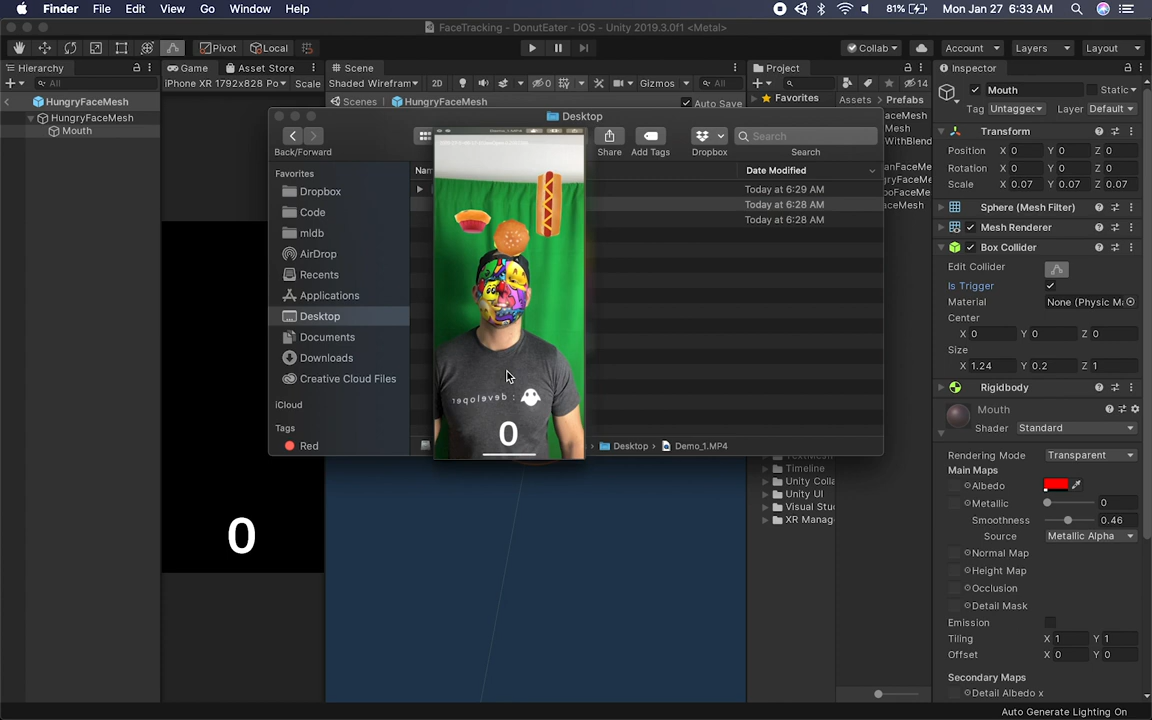 Finder File Edit View Go Window Help 81% Mon Jan 27 6:33 AM
FaceTracking - DonutEater - iOS - Unity 2019.3.0f1 <Metal>
Pivot Local Collab Account Layers Layout
Hierarchy Game Asset Store Scene Project Inspector
All iPhone XR 1792x828 Po Scale Shaded Wireframe 2D 0 Gizmos All 14
HungryFaceMesh Scenes HungryFaceMesh Auto Save Favorites Assets Prefabs
HungryFaceMesh
Mouth
Mouth Static
Tag Untagged Layer Default
Transform
Position X 0 Y 0 Z 0
Rotation X 0 Y 0 Z 0
Scale X 0.07 Y 0.07 Z 0.07
Sphere (Mesh Filter)
Mesh Renderer
Box Collider
Edit Collider
Is Trigger
Material None (Physic M
Center
X 0 Y 0 Z 0
Size
X 1.24 Y 0.2 Z 1
Rigidbody
Mouth
Shader Standard
Rendering Mode Transparent
Main Maps
Albedo
Metallic 0
Smoothness 0.46
Source Metallic Alpha
Normal Map
Height Map
Occlusion
Detail Mask
Emission
Tiling X 1 Y 1
Offset X 0 Y 0
Secondary Maps
Detail Albedo x
Auto Generate Lighting On
Desktop
Back/Forward Share Add Tags Dropbox Search
Search
Favorites
Dropbox
Code
mldb
AirDrop
Recents
Applications
Desktop
Documents
Downloads
Creative Cloud Files
iCloud
Tags
Red
Nam Date Modified
Today at 6:29 AM
Today at 6:28 AM
Today at 6:28 AM
Desktop Demo_1.MP4
developer :
0
0
Timeline
Unity Colla
Unity UI
Visual Stud
XR Manag